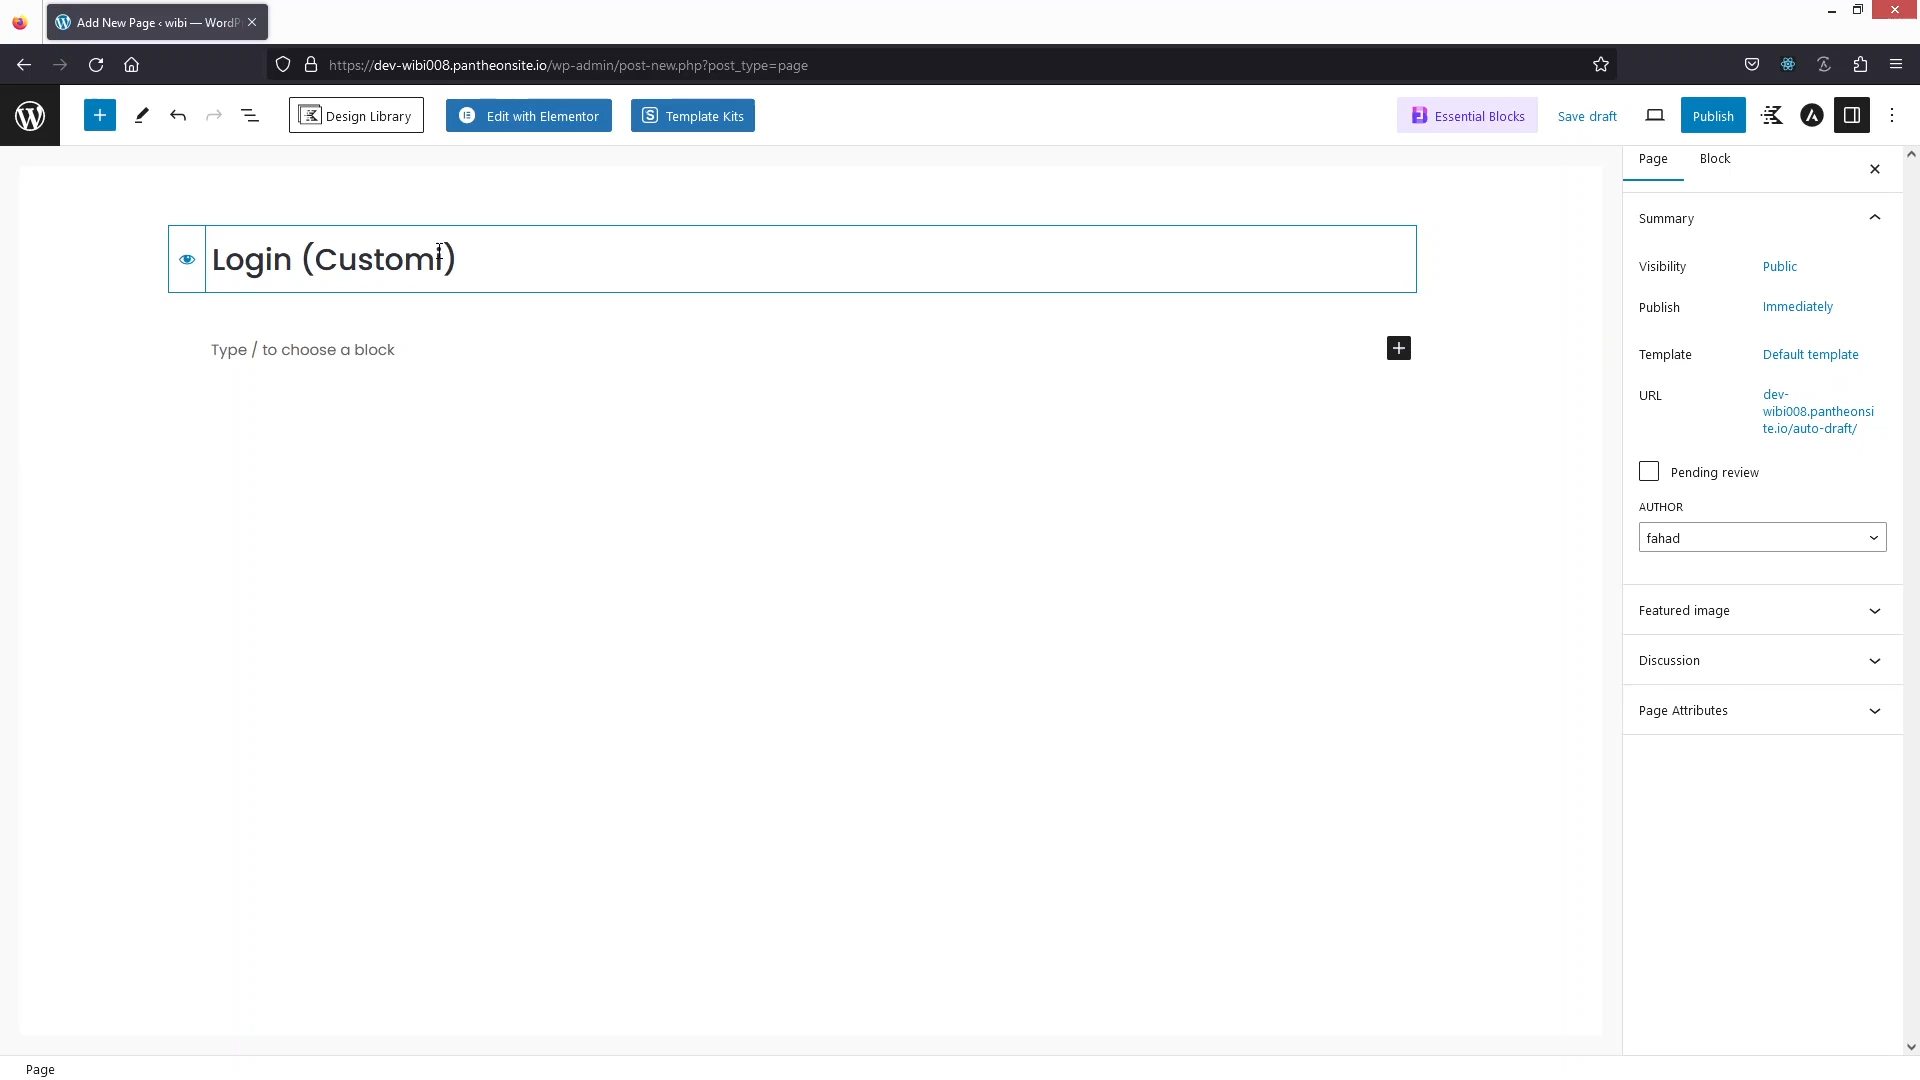 Add New Page ‹ wibi — WordP
https://dev-wibi008.pantheonsite.io/wp-admin/post-new.php?post_type=page
Design Library
Edit with Elementor
Template Kits
Essential Blocks
Save draft
Publish
Page
Block
Summary
Login (Customi)
Visibility
Public
Publish
Immediately
Type / to choose a block
Template
Default template
URL
dev-
wibi008.pantheonsi
te.io/auto-draft/
Pending review
AUTHOR
fahad
Featured image
Discussion
Page Attributes
Page